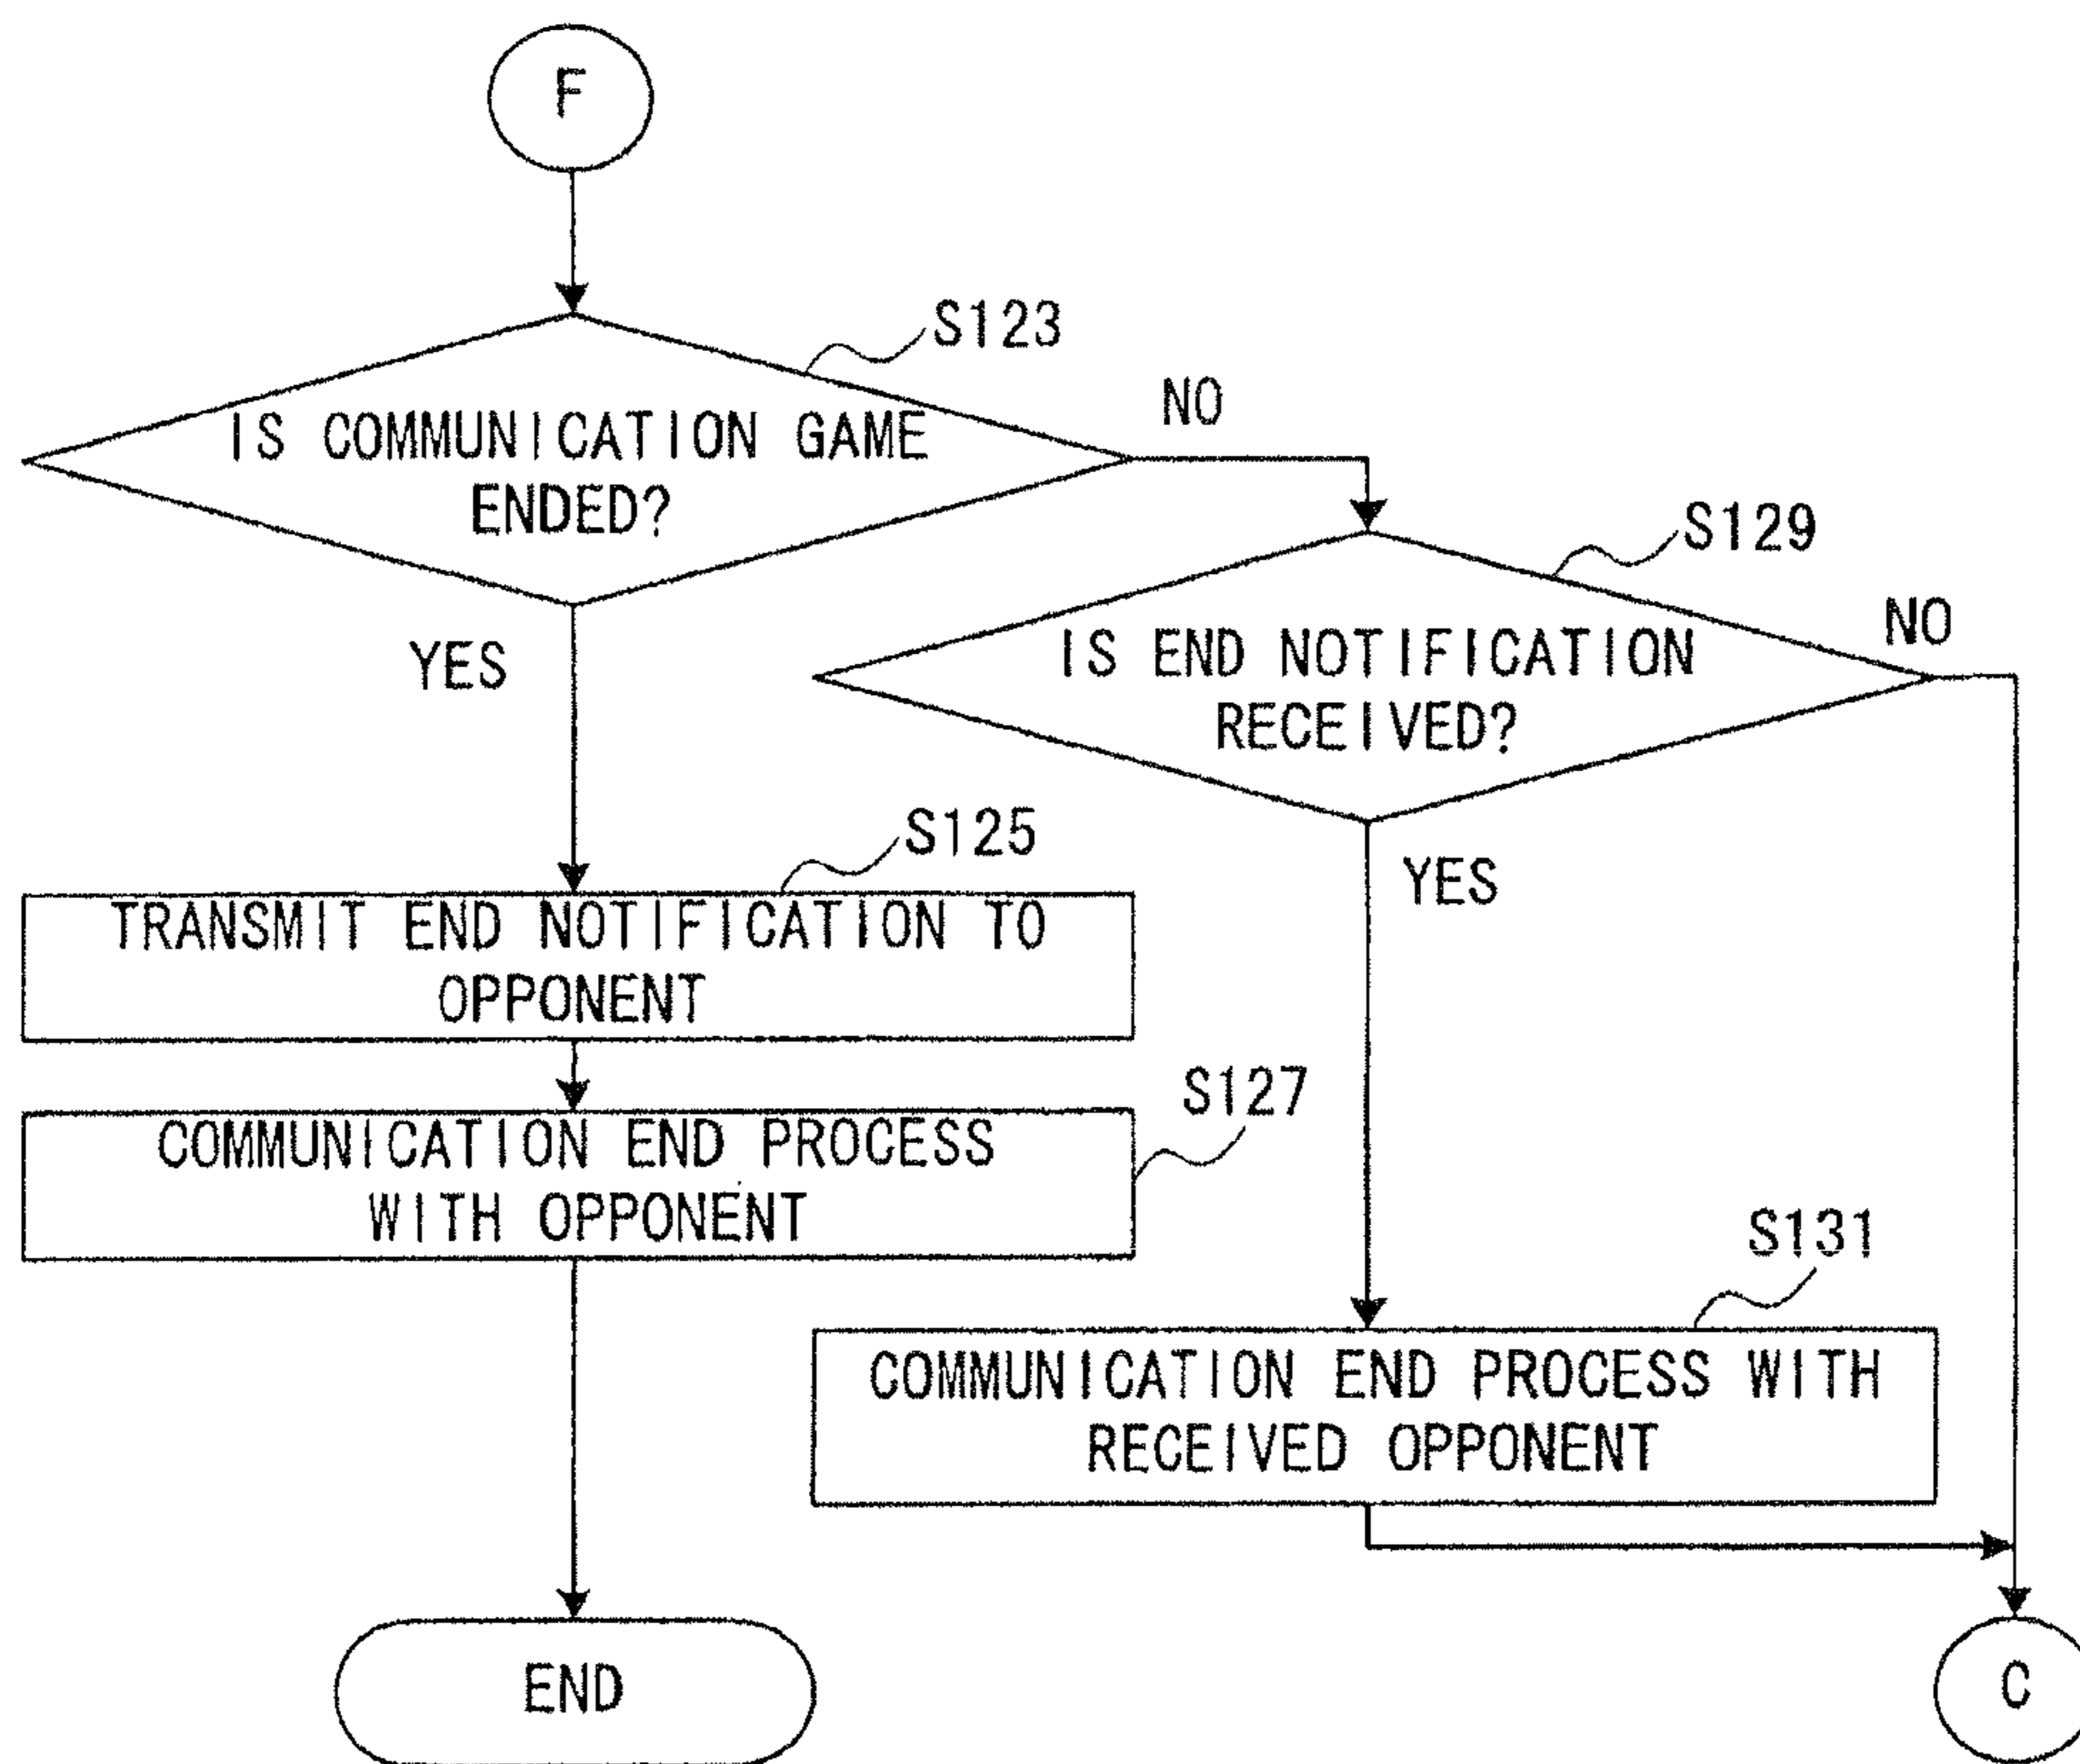 F
S123
IS COMMUNICATION GAME
ENDED?
NO
YES
S129
IS END NOTIFICATION
RECEIVED?
NO
YES
S125
TRANSMIT END NOTIFICATION TO
OPPONENT
S127
COMMUNICATION END PROCESS
WITH OPPONENT
S131
COMMUNICATION END PROCESS WITH
RECEIVED OPPONENT
END
C